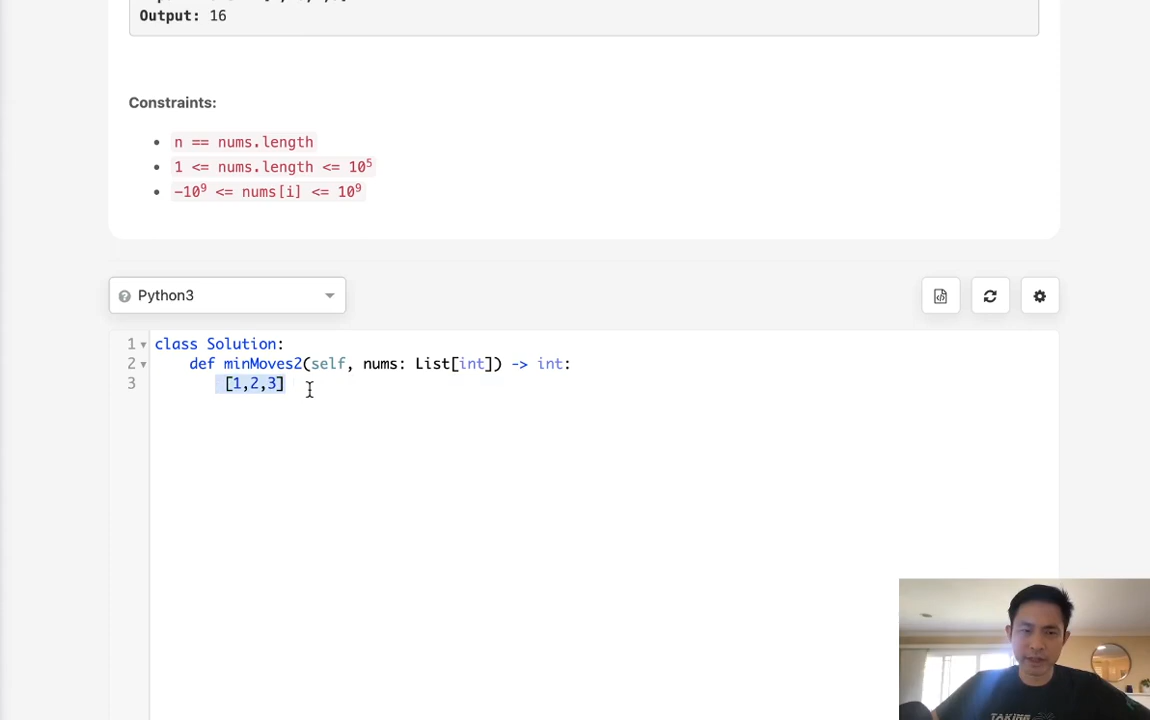 Output: 16
Constraints:
n == nums.length
1 <= nums.length <= 10⁵
-10⁹ <= nums[i] <= 10⁹
Python3
1 class Solution:
2 def minMoves2(self, nums: List[int]) -> int:
3 [1,2,3]
TAKING